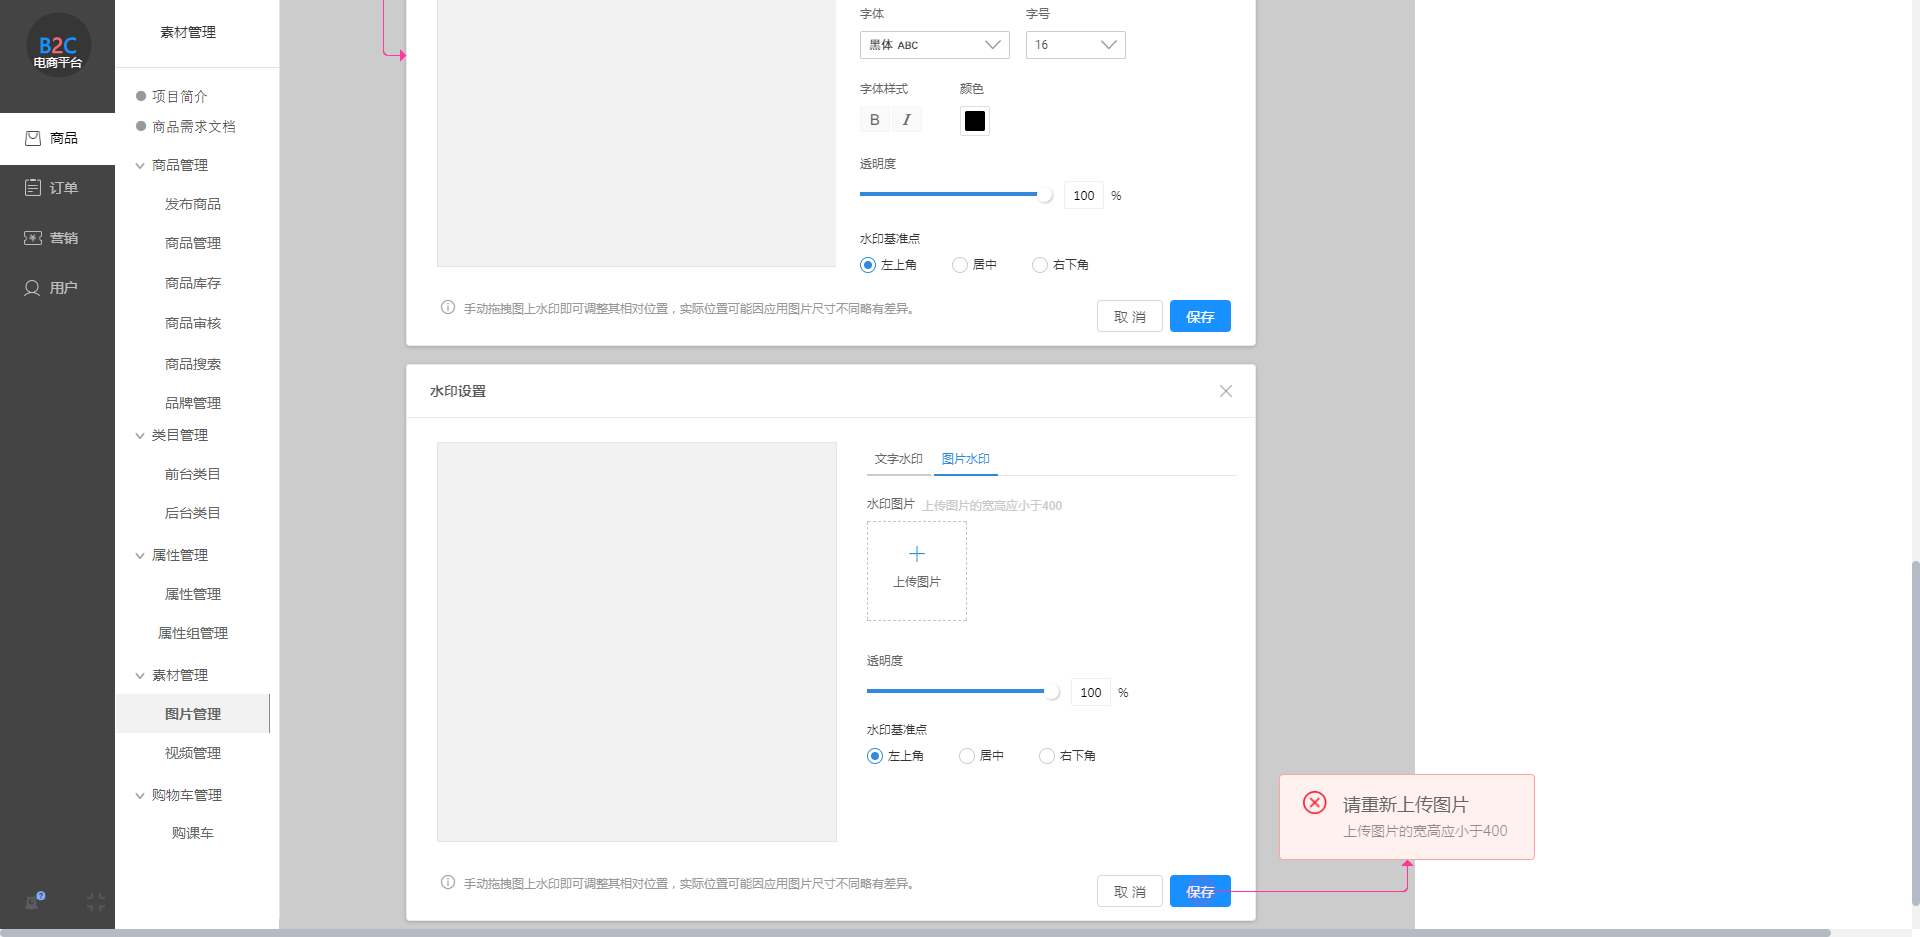 B2C
电商平台
商品
订单
营销
用户
素材管理
项目简介
商品需求文档
商品管理
发布商品
商品管理
商品库存
商品审核
商品搜索
品牌管理
类目管理
前台类目
后台类目
属性管理
属性管理
属性组管理
素材管理
图片管理
视频管理
购物车管理
购课车
字体 字号
黑体 ABC 16
字体样式 颜色
B I
透明度
100 %
水印基准点
左上角 居中 右下角
手动拖拽图上水印即可调整其相对位置，实际位置可能因应用图片尺寸不同略有差异。
取 消 保存
水印设置
文字水印 图片水印
水印图片 上传图片的宽高应小于400
上传图片
透明度
100 %
水印基准点
左上角 居中 右下角
手动拖拽图上水印即可调整其相对位置，实际位置可能因应用图片尺寸不同略有差异。
取 消 保存
请重新上传图片
上传图片的宽高应小于400